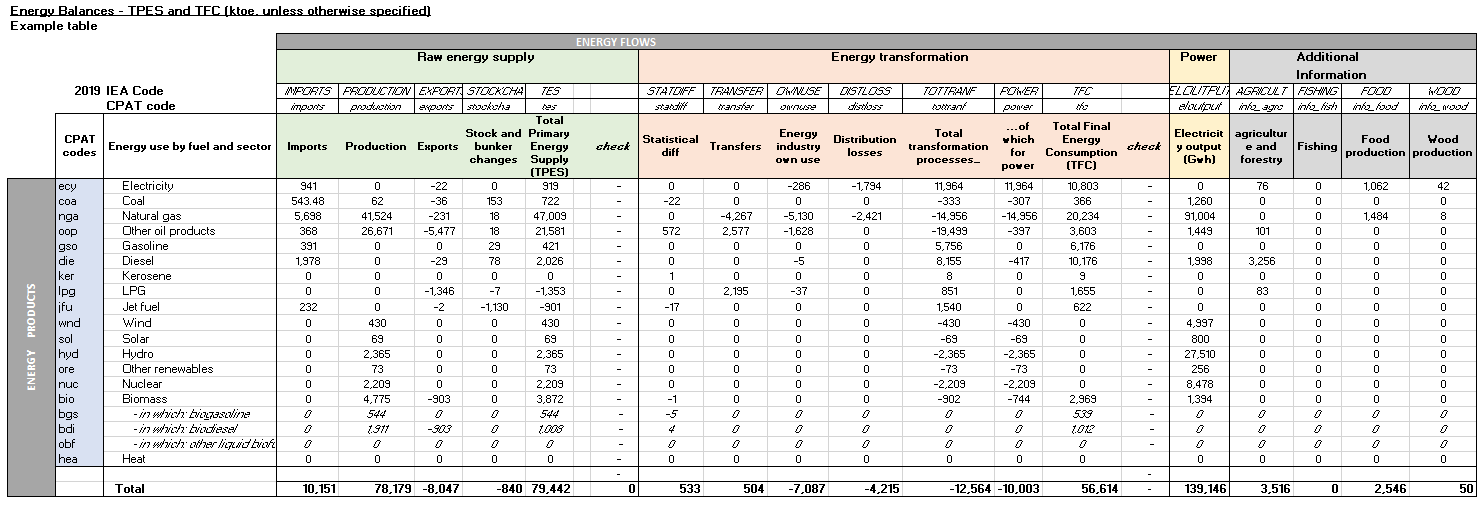 Energy Balances - TPES and TFC (ktoe, unless otherwise specified)
Example table
ENERGY FLOWS
Raw energy supply Energy transformation Power Additional Information
2019 IEA Code IMPORTS PRODUCTION EXPORT STOCKCHA TES STATDIFF TRANSFER OWNUSE DISTLOSS TOTTRANF POWER TFC ELOUTPUT AGRICULT FISHING FOOD WOOD
CPAT code imports production exports stockcha tes statdiff transfer ownuse distloss tottranf power tfc eloutput info_agric info_fish info_food info_wood
CPAT codes Energy use by fuel and sector Imports Production Exports Stock and bunker changes Total Primary Energy Supply (TPES) check Statistical diff Transfers Energy industry own use Distribution losses Total transformation processes... ...of which for power Total Final Energy Consumption (TFC) check Electricit y output (Gwh) agricultur e and forestry Fishing Food production Wood production
ENERGY PRODUCTS
ecy Electricity 941 0 -22 0 919 - 0 0 -286 -1,794 11,964 11,964 10,803 - 0 76 0 1,062 42
coa Coal 543.48 62 -36 153 722 - -22 0 0 0 -333 -307 366 - 1,260 0 0 0 0
nga Natural gas 5,698 41,524 -231 18 47,009 - 0 -4,267 -5,130 -2,421 -14,956 -14,956 20,234 - 91,004 0 0 1,484 8
oop Other oil products 368 26,671 -5,477 18 21,581 - 572 2,577 -1,628 0 -19,499 -397 3,603 - 1,449 101 0 0 0
gso Gasoline 391 0 0 29 421 - 0 0 0 0 5,756 0 6,176 - 0 0 0 0 0
die Diesel 1,978 0 -29 78 2,026 - 0 0 -5 0 8,155 -417 10,176 - 1,998 3,256 0 0 0
ker Kerosene 0 0 0 0 0 - 1 0 0 0 8 0 9 - 0 0 0 0 0
lpg LPG 0 0 -1,346 -7 -1,353 - 0 2,195 -37 0 851 0 1,655 - 0 83 0 0 0
jfu Jet fuel 232 0 -2 -1,130 -901 - -17 0 0 0 1,540 0 622 - 0 0 0 0 0
wnd Wind 0 430 0 0 430 - 0 0 0 0 -430 -430 0 - 4,997 0 0 0 0
sol Solar 0 69 0 0 69 - 0 0 0 0 -69 -69 0 - 800 0 0 0 0
hyd Hydro 0 2,365 0 0 2,365 - 0 0 0 0 -2,365 -2,365 0 - 27,510 0 0 0 0
ore Other renewables 0 73 0 0 73 - 0 0 0 0 -73 -73 0 - 256 0 0 0 0
nuc Nuclear 0 2,209 0 0 2,209 - 0 0 0 0 -2,209 -2,209 0 - 8,478 0 0 0 0
bio Biomass 0 4,775 -903 0 3,872 - -1 0 0 0 -902 -744 2,969 - 1,394 0 0 0 0
bgs - in which: biogasoline 0 544 0 0 544 - -5 0 0 0 0 0 539 - 0 0 0 0 0
bdi - in which: biodiesel 0 1,911 -903 0 1,008 - 4 0 0 0 0 0 1,012 - 0 0 0 0 0
obf - in which: other liquid biofu 0 0 0 0 0 - 0 0 0 0 0 0 0 - 0 0 0 0 0
hea Heat 0 0 0 0 0 - 0 0 0 0 0 0 0 - 0 0 0 0 0
- -
Total 10,151 78,179 -8,047 -840 79,442 0 533 504 -7,087 -4,215 -12,564 -10,003 56,614 - 139,146 3,516 0 2,546 50